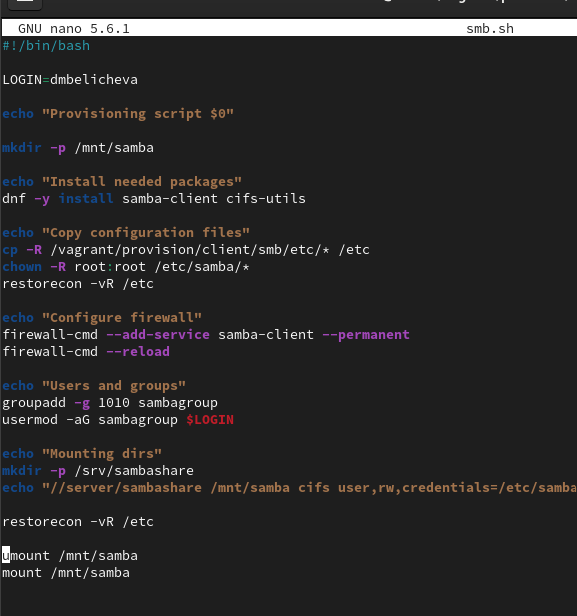 GNU nano 5.6.1 smb.sh
#!/bin/bash
LOGIN=dmbelicheva
echo "Provisioning script $0"
mkdir -p /mnt/samba
echo "Install needed packages"
dnf -y install samba-client cifs-utils
echo "Copy configuration files"
cp -R /vagrant/provision/client/smb/etc/* /etc
chown -R root:root /etc/samba/*
restorecon -vR /etc
echo "Configure firewall"
firewall-cmd --add-service samba-client --permanent
firewall-cmd --reload
echo "Users and groups"
groupadd -g 1010 sambagroup
usermod -aG sambagroup $LOGIN
echo "Mounting dirs"
mkdir -p /srv/sambashare
echo "//server/sambashare /mnt/samba cifs user,rw,credentials=/etc/samba
restorecon -vR /etc
umount /mnt/samba
mount /mnt/samba